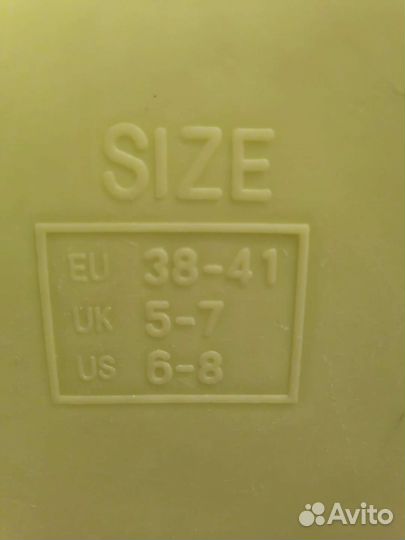 SIZE
EU 38-41
UK 5-7
US 6-8
Avito